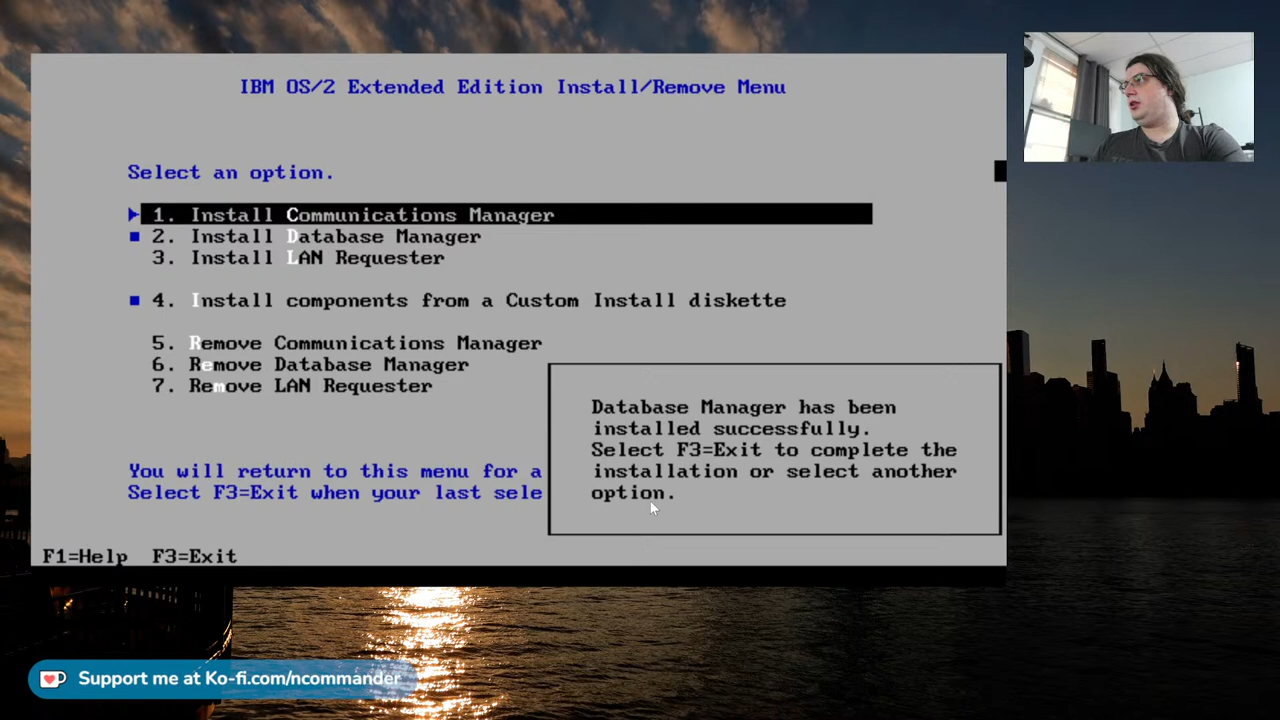 IBM OS/2 Extended Edition Install/Remove Menu
Select an option.
1. Install Communications Manager
2. Install Database Manager
3. Install LAN Requester
4. Install components from a Custom Install diskette
5. Remove Communications Manager
6. Remove Database Manager
7. Remove LAN Requester
Database Manager has been
installed successfully.
Select F3=Exit to complete the
installation or select another
option.
You will return to this menu for a
Select F3=Exit when your last sele
F1=Help F3=Exit
Support me at Ko-fi.com/ncommander